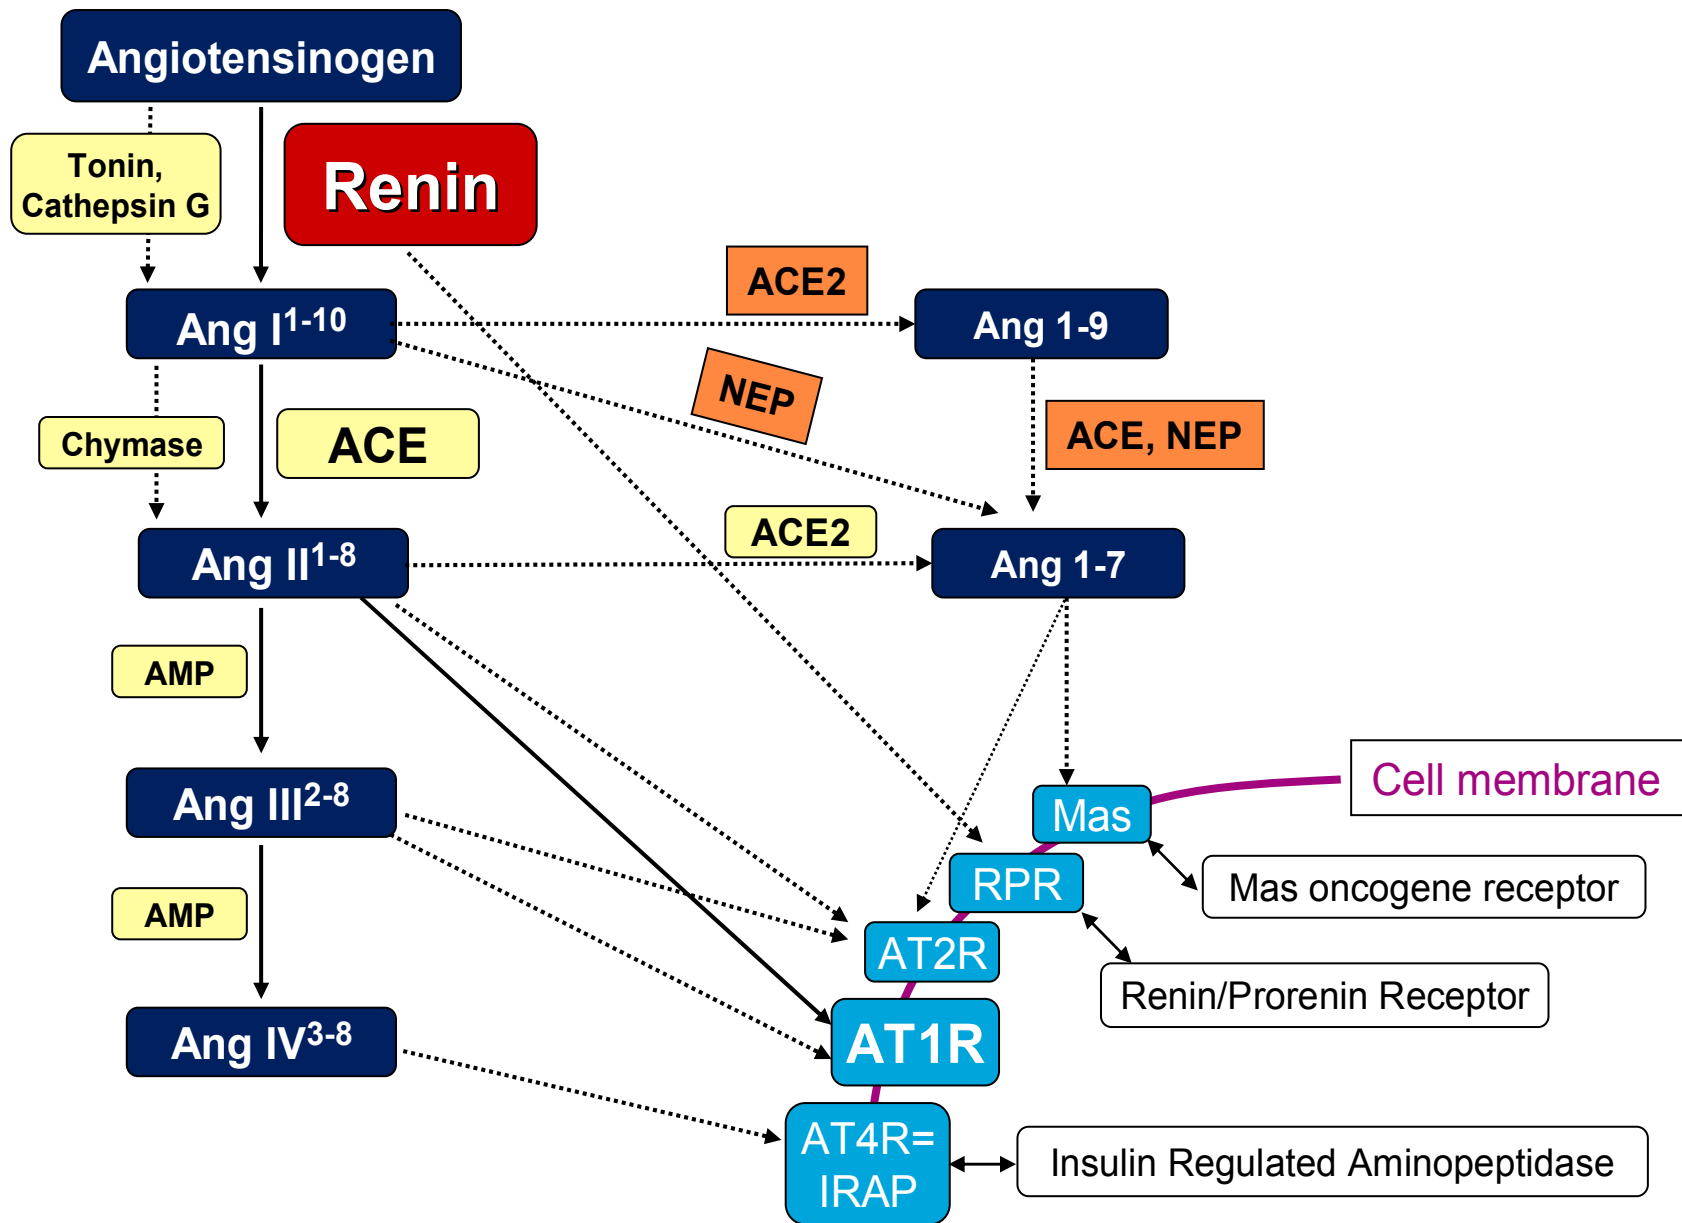 Angiotensinogen
Tonin,
Cathepsin G
Renin
ACE2
Ang I1-10
Ang 1-9
NEP
Chymase
ACE
ACE, NEP
ACE2
Ang II1-8
Ang 1-7
AMP
Cell membrane
Ang III2-8
Mas
RPR
Mas oncogene receptor
AMP
AT2R
Renin/Prorenin Receptor
Ang IV3-8
AT1R
AT4R=
IRAP
Insulin Regulated Aminopeptidase